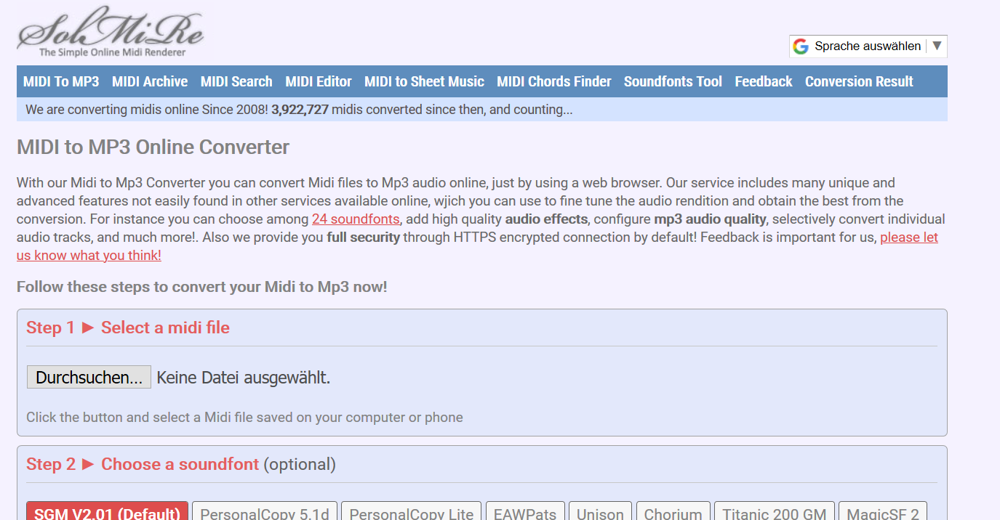 SolMiRe
The Simple Online Midi Renderer
Sprache auswählen ▼
MIDI To MP3 MIDI Archive MIDI Search MIDI Editor MIDI to Sheet Music MIDI Chords Finder Soundfonts Tool Feedback Conversion Result
We are converting midis online Since 2008! 3,922,727 midis converted since then, and counting...
MIDI to MP3 Online Converter
With our Midi to Mp3 Converter you can convert Midi files to Mp3 audio online, just by using a web browser. Our service includes many unique and
advanced features not easily found in other services available online, wjich you can use to fine tune the audio rendition and obtain the best from the
conversion. For instance you can choose among 24 soundfonts, add high quality audio effects, configure mp3 audio quality, selectively convert individual
audio tracks, and much more!. Also we provide you full security through HTTPS encrypted connection by default! Feedback is important for us, please let
us know what you think!
Follow these steps to convert your Midi to Mp3 now!
Step 1 ► Select a midi file
Durchsuchen... Keine Datei ausgewählt.
Click the button and select a Midi file saved on your computer or phone
Step 2 ► Choose a soundfont (optional)
SGM V2.01 (Default) PersonalCopy 5.1d PersonalCopy Lite EAWPats Unison Chorium Titanic 200 GM MagicSF 2